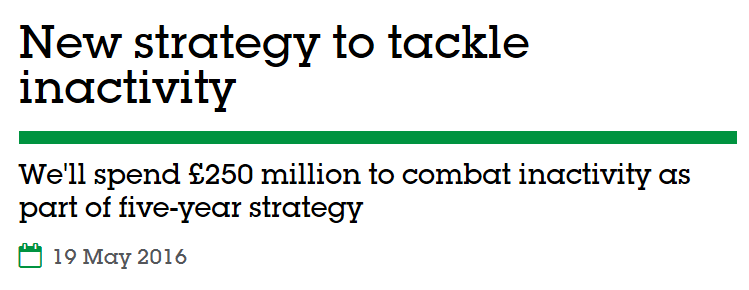 New strategy to tackle
inactivity
We'll spend £250 million to combat inactivity as
part of five-year strategy
19 May 2016